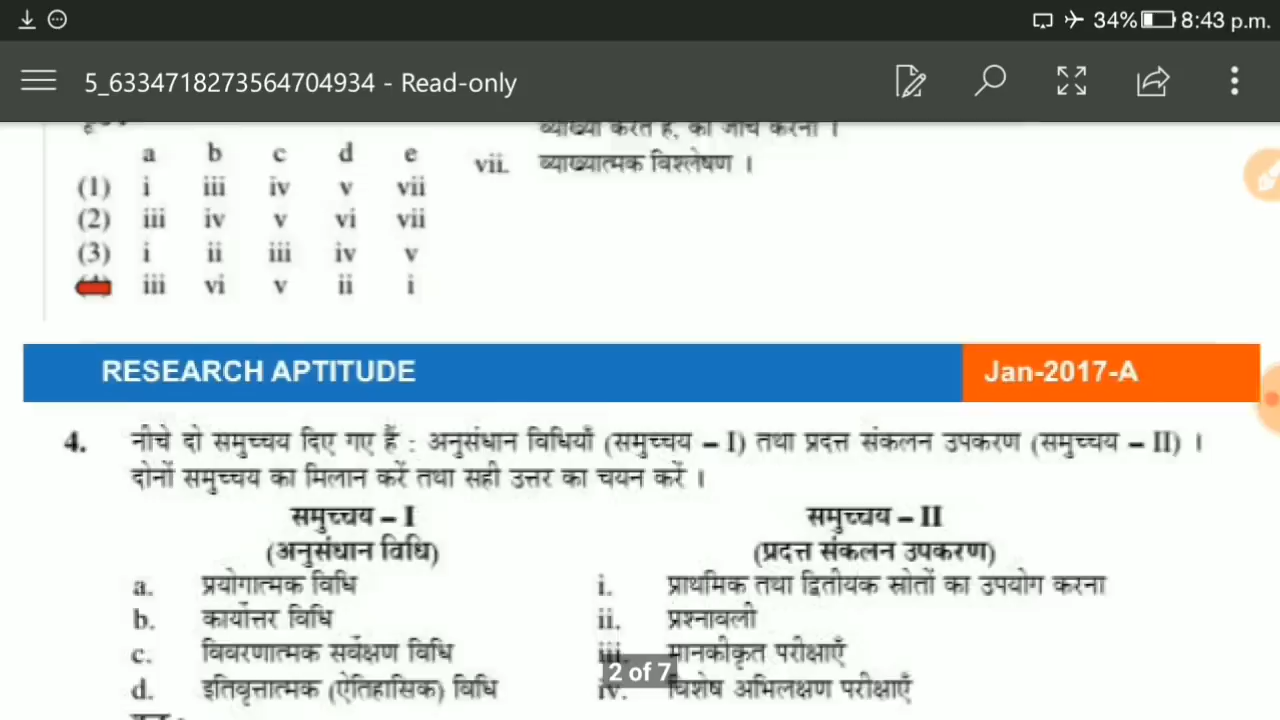 34% 8:43 p.m.
5_6334718273564704934 - Read-only
व्याख्या करते हैं, की जाँच करना ।
a b c d e
vii. व्याख्यात्मक विश्लेषण ।
(1) i iii iv v vii
(2) iii iv v vi vii
(3) i ii iii iv v
iii vi v ii i
RESEARCH APTITUDE
Jan-2017-A
4. नीचे दो समुच्चय दिए गए हैं : अनुसंधान विधियाँ (समुच्चय – I) तथा प्रदत्त संकलन उपकरण (समुच्चय – II) ।
दोनों समुच्चय का मिलान करें तथा सही उत्तर का चयन करें ।
समुच्चय – I समुच्चय – II
(अनुसंधान विधि) (प्रदत्त संकलन उपकरण)
a. प्रयोगात्मक विधि i. प्राथमिक तथा द्वितीयक स्रोतों का उपयोग करना
b. कार्योत्तर विधि ii. प्रश्नावली
c. विवरणात्मक सर्वेक्षण विधि iii. मानकीकृत परीक्षाएँ
2 of 7
d. इतिवृत्तात्मक (ऐतिहासिक) विधि iv. विशेष अभिलक्षण परीक्षाएँ